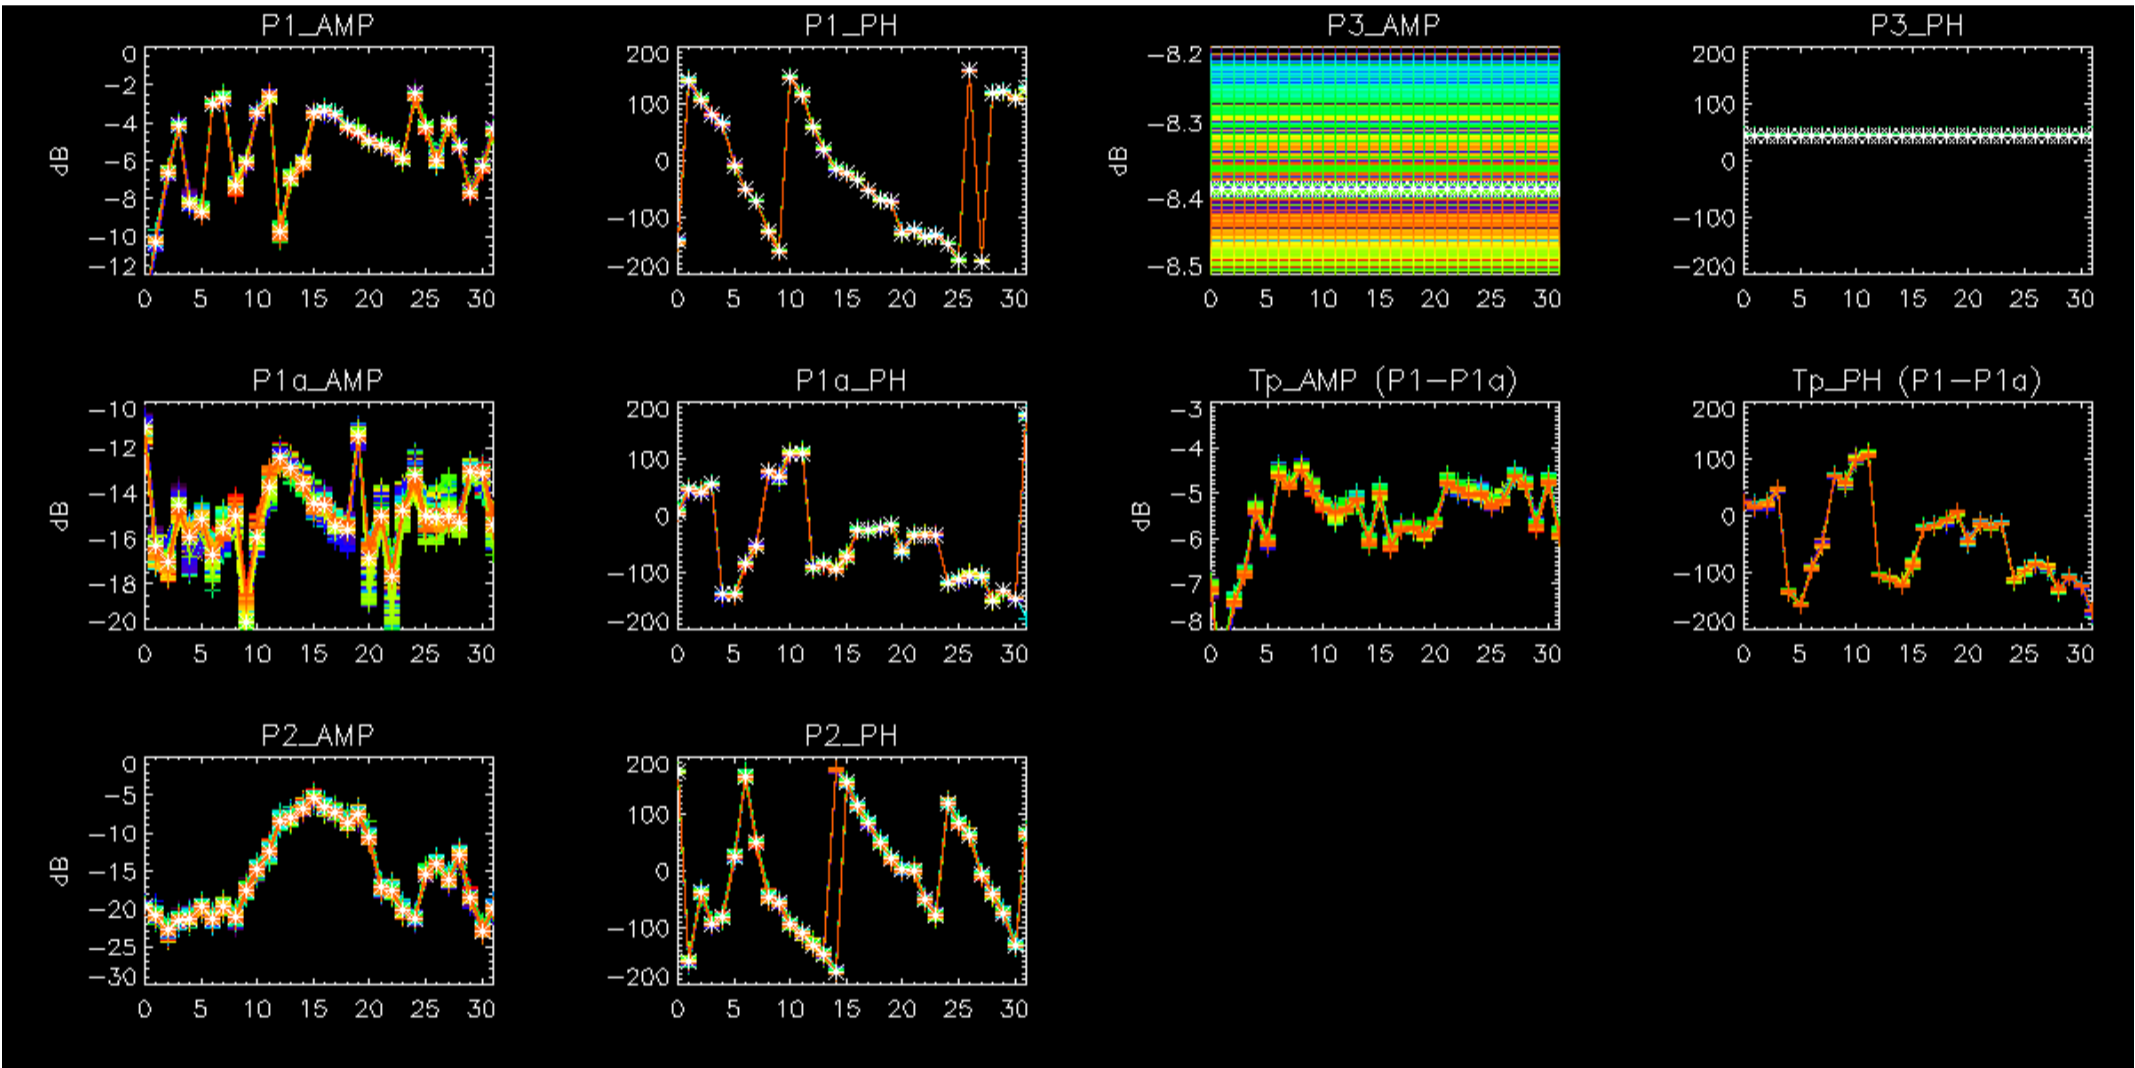 P1_AMP
dB
0
−2
−4
−6
−8
−10
−12
0 5 10 15 20 25 30
P1_PH
200
100
0
−100
−200
0 5 10 15 20 25 30
P3_AMP
dB
−8.2
−8.3
−8.4
−8.5
0 5 10 15 20 25 30
P3_PH
200
100
0
−100
−200
0 5 10 15 20 25 30
P1a_AMP
dB
−10
−12
−14
−16
−18
−20
0 5 10 15 20 25 30
P1a_PH
200
100
0
−100
−200
0 5 10 15 20 25 30
Tp_AMP (P1−P1a)
dB
−3
−4
−5
−6
−7
−8
0 5 10 15 20 25 30
Tp_PH (P1−P1a)
200
100
0
−100
−200
0 5 10 15 20 25 30
P2_AMP
dB
0
−5
−10
−15
−20
−25
−30
0 5 10 15 20 25 30
P2_PH
200
100
0
−100
−200
0 5 10 15 20 25 30